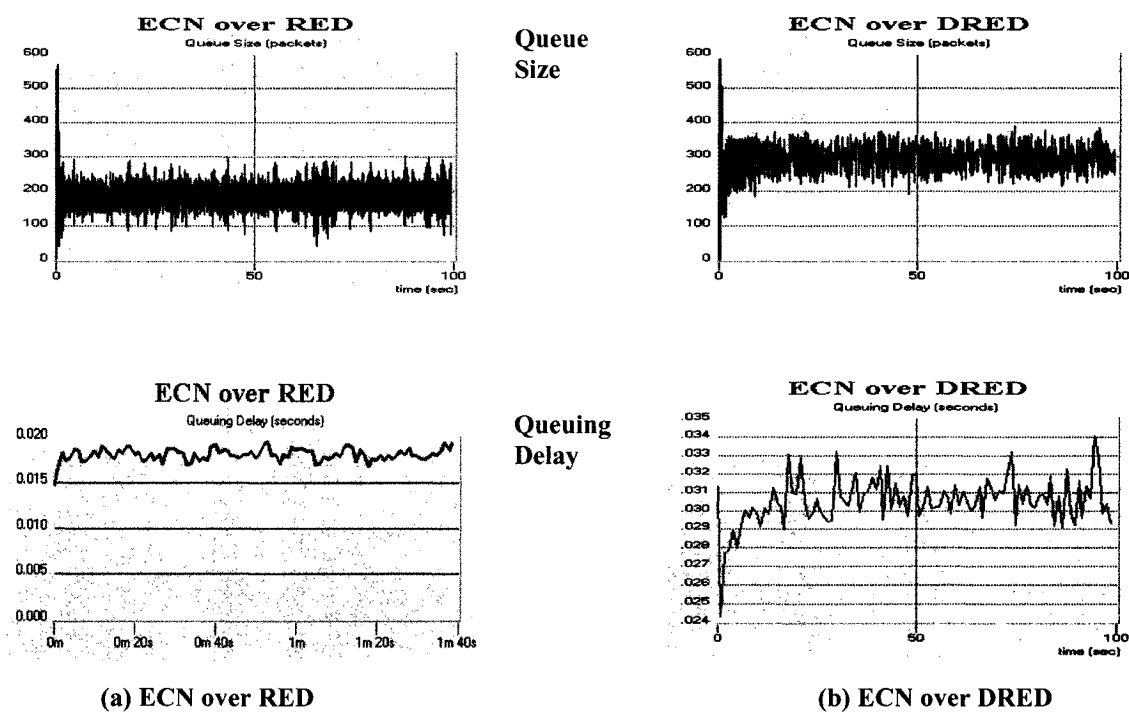 ECN over RED
Queue Size (packets)
600
500
400
300
200
100
0
0
50
100
time (sec)
Queue
Size
ECN over DRED
Queue Size (packets)
600
500
400
300
200
100
0
0
50
100
time (sec)
ECN over RED
Queuing Delay (seconds)
0.020
0.015
0.010
0.005
0.000
0m
0m 20s
0m 40s
1m
1m 20s
1m 40s
Queuing
Delay
ECN over DRED
Queuing Delay (seconds)
.035
.034
.033
.032
.031
.030
.029
.028
.027
.026
.025
.024
0
50
100
time (sec)
(a) ECN over RED
(b) ECN over DRED